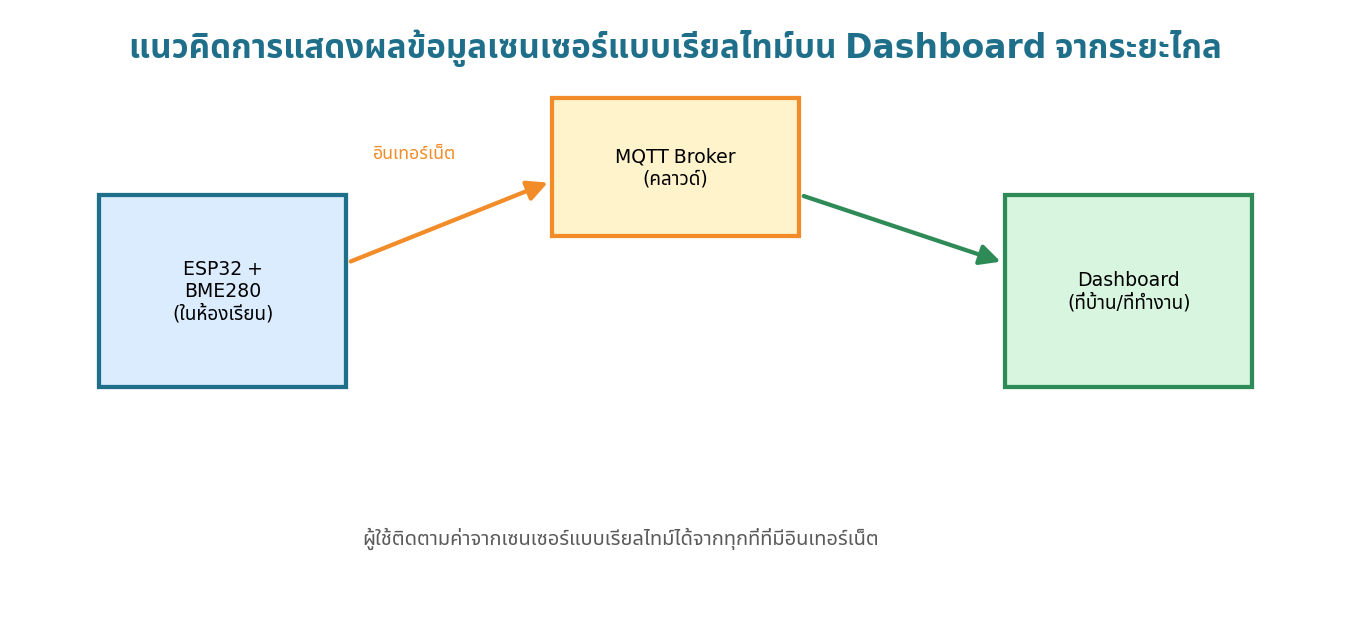 แนวคิดการแสดงผลข้อมูลเซนเซอร์แบบเรียลไทม์บน Dashboard จากระยะไกล
อินเทอร์เน็ต
MQTT Broker
(คลาวด์)
ESP32 +
BME280
(ในห้องเรียน)
Dashboard
(ที่บ้าน/ที่ทำงาน)
ผู้ใช้ติดตามค่าจากเซนเซอร์แบบเรียลไทม์ได้จากทุกที่ที่มีอินเทอร์เน็ต